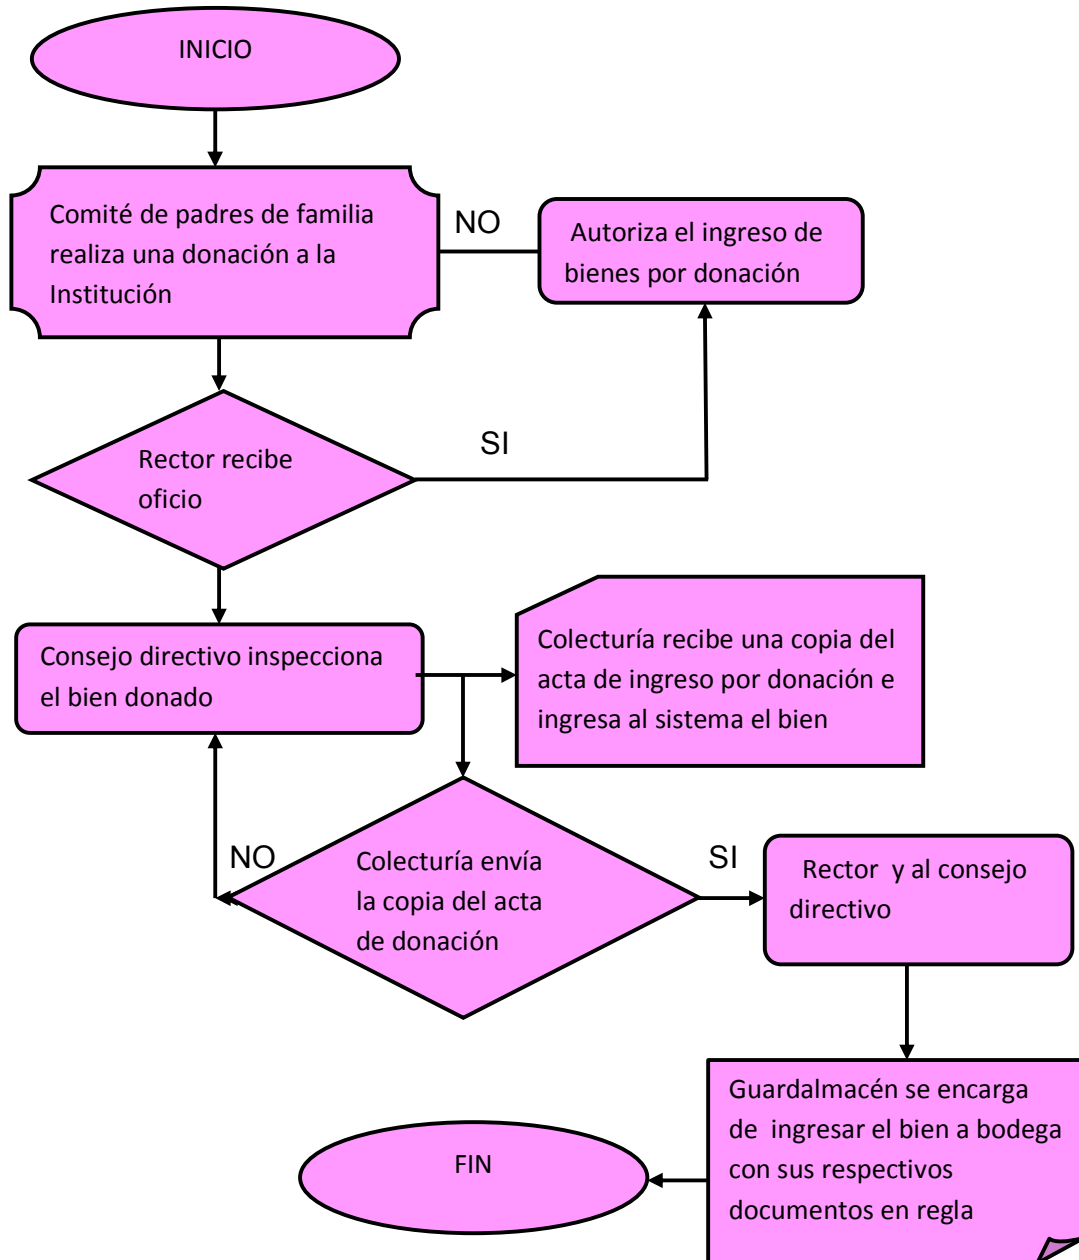 INICIO
Comité de padres de familia
realiza una donación a la
Institución
NO
Autoriza el ingreso de
bienes por donación
Rector recibe
oficio
SI
Consejo directivo inspecciona
el bien donado
Colecturía recibe una copia del
acta de ingreso por donación e
ingresa al sistema el bien
NO
Colecturía envía
la copia del acta
de donación
SI
Rector y al consejo
directivo
Guardalmacén se encarga
de ingresar el bien a bodega
con sus respectivos
documentos en regla
FIN